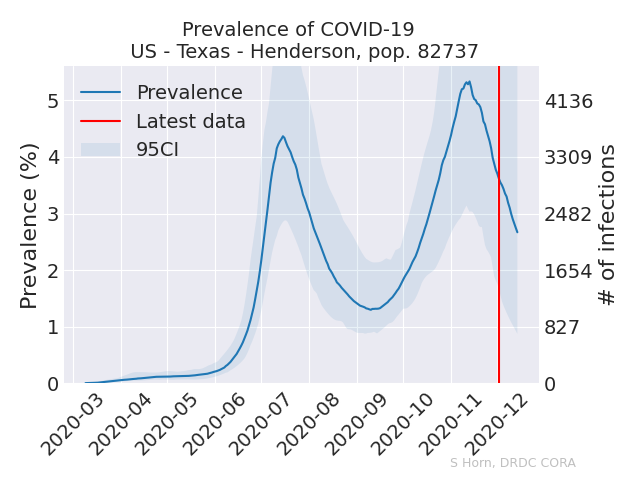 Prevalence of COVID-19
US - Texas - Henderson, pop. 82737
Prevalence
Latest data
95CI
Prevalence (%)
5
4
3
2
1
0
4136
3309
2482
1654
827
0
# of infections
2020-03
2020-04
2020-05
2020-06
2020-07
2020-08
2020-09
2020-10
2020-11
2020-12
S Horn, DRDC CORA